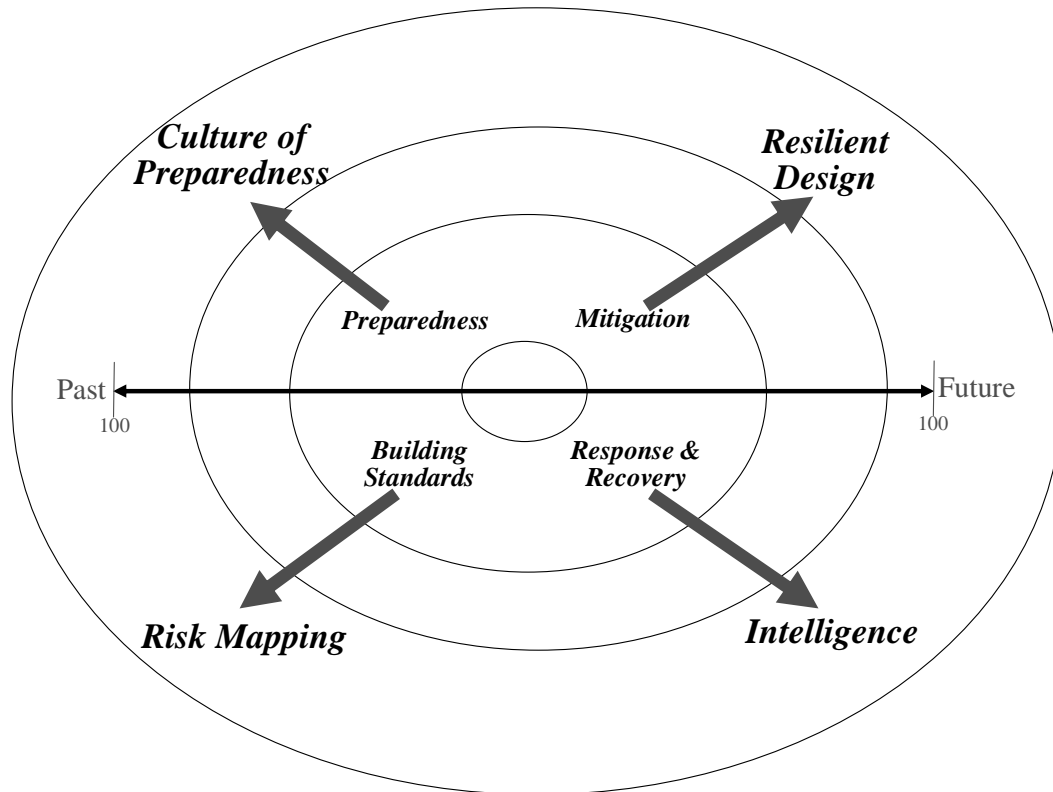 Culture of
Preparedness
Resilient
Design
Preparedness
Mitigation
Past
Future
100
100
Building
Standards
Response &
Recovery
Risk Mapping
Intelligence